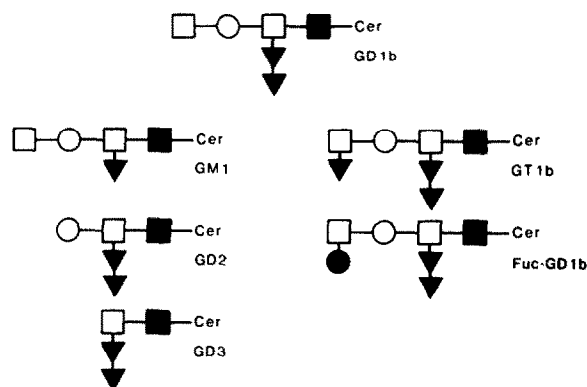 Cer
GD1b
Cer
GM1
Cer
GT1b
Cer
GD2
Cer
Fuc-GD1b
Cer
GD3